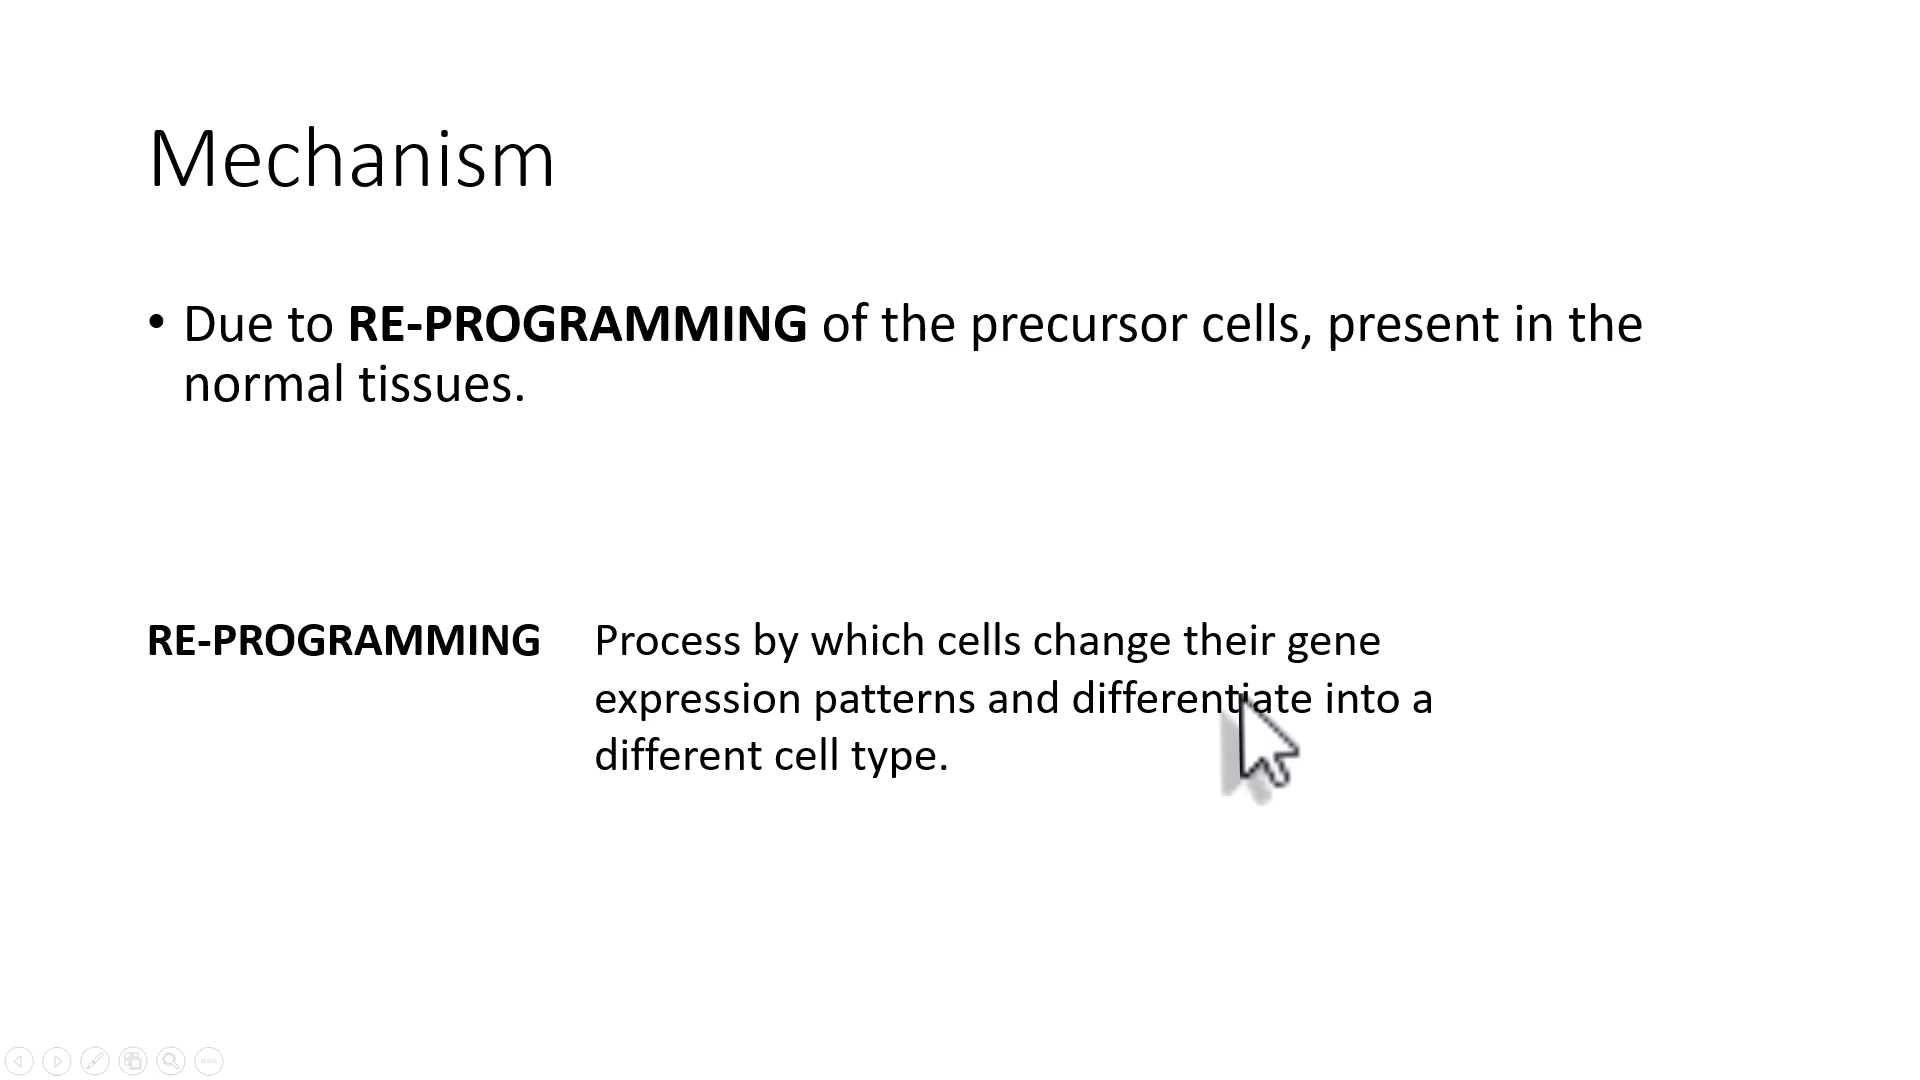 Mechanism
• Due to RE-PROGRAMMING of the precursor cells, present in the
normal tissues.
RE-PROGRAMMING Process by which cells change their gene
expression patterns and differentiate into a
different cell type.